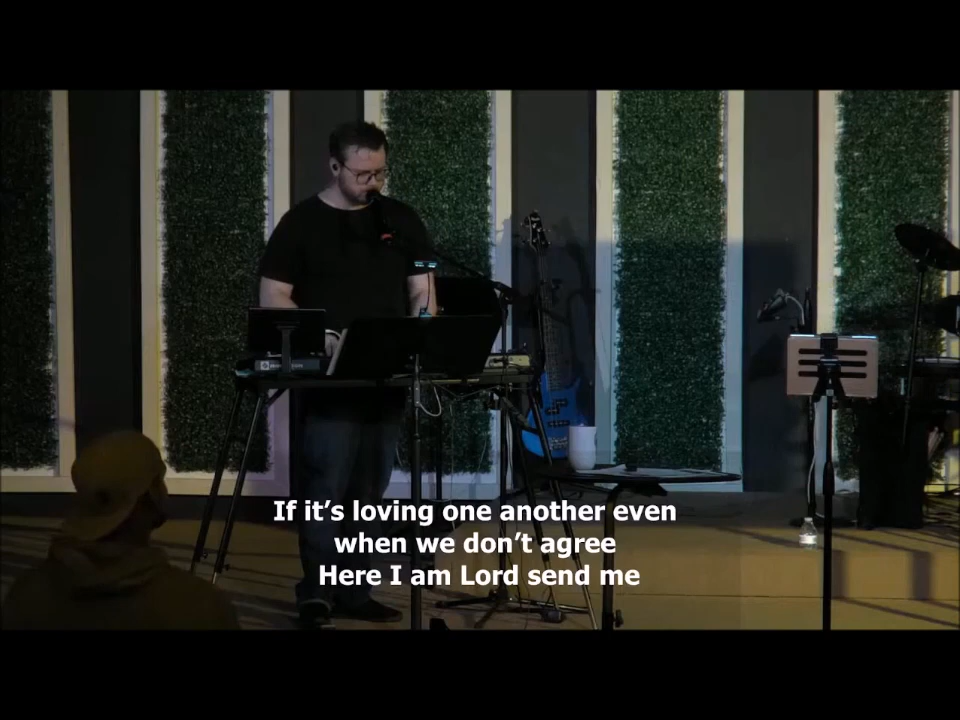 If it’s loving one another even
when we don’t agree
Here I am Lord send me